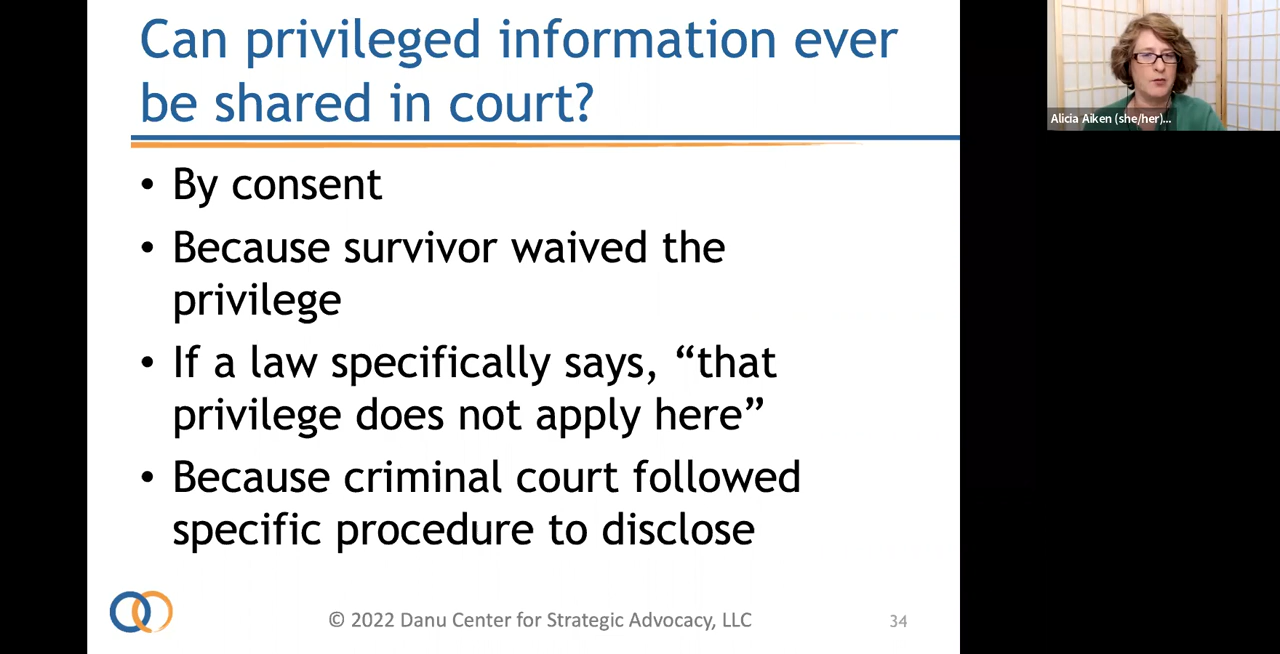 Can privileged information ever
be shared in court?
• By consent
• Because survivor waived the
privilege
• If a law specifically says, “that
privilege does not apply here”
• Because criminal court followed
specific procedure to disclose
© 2022 Danu Center for Strategic Advocacy, LLC
34
Alicia Aiken (she/her)...